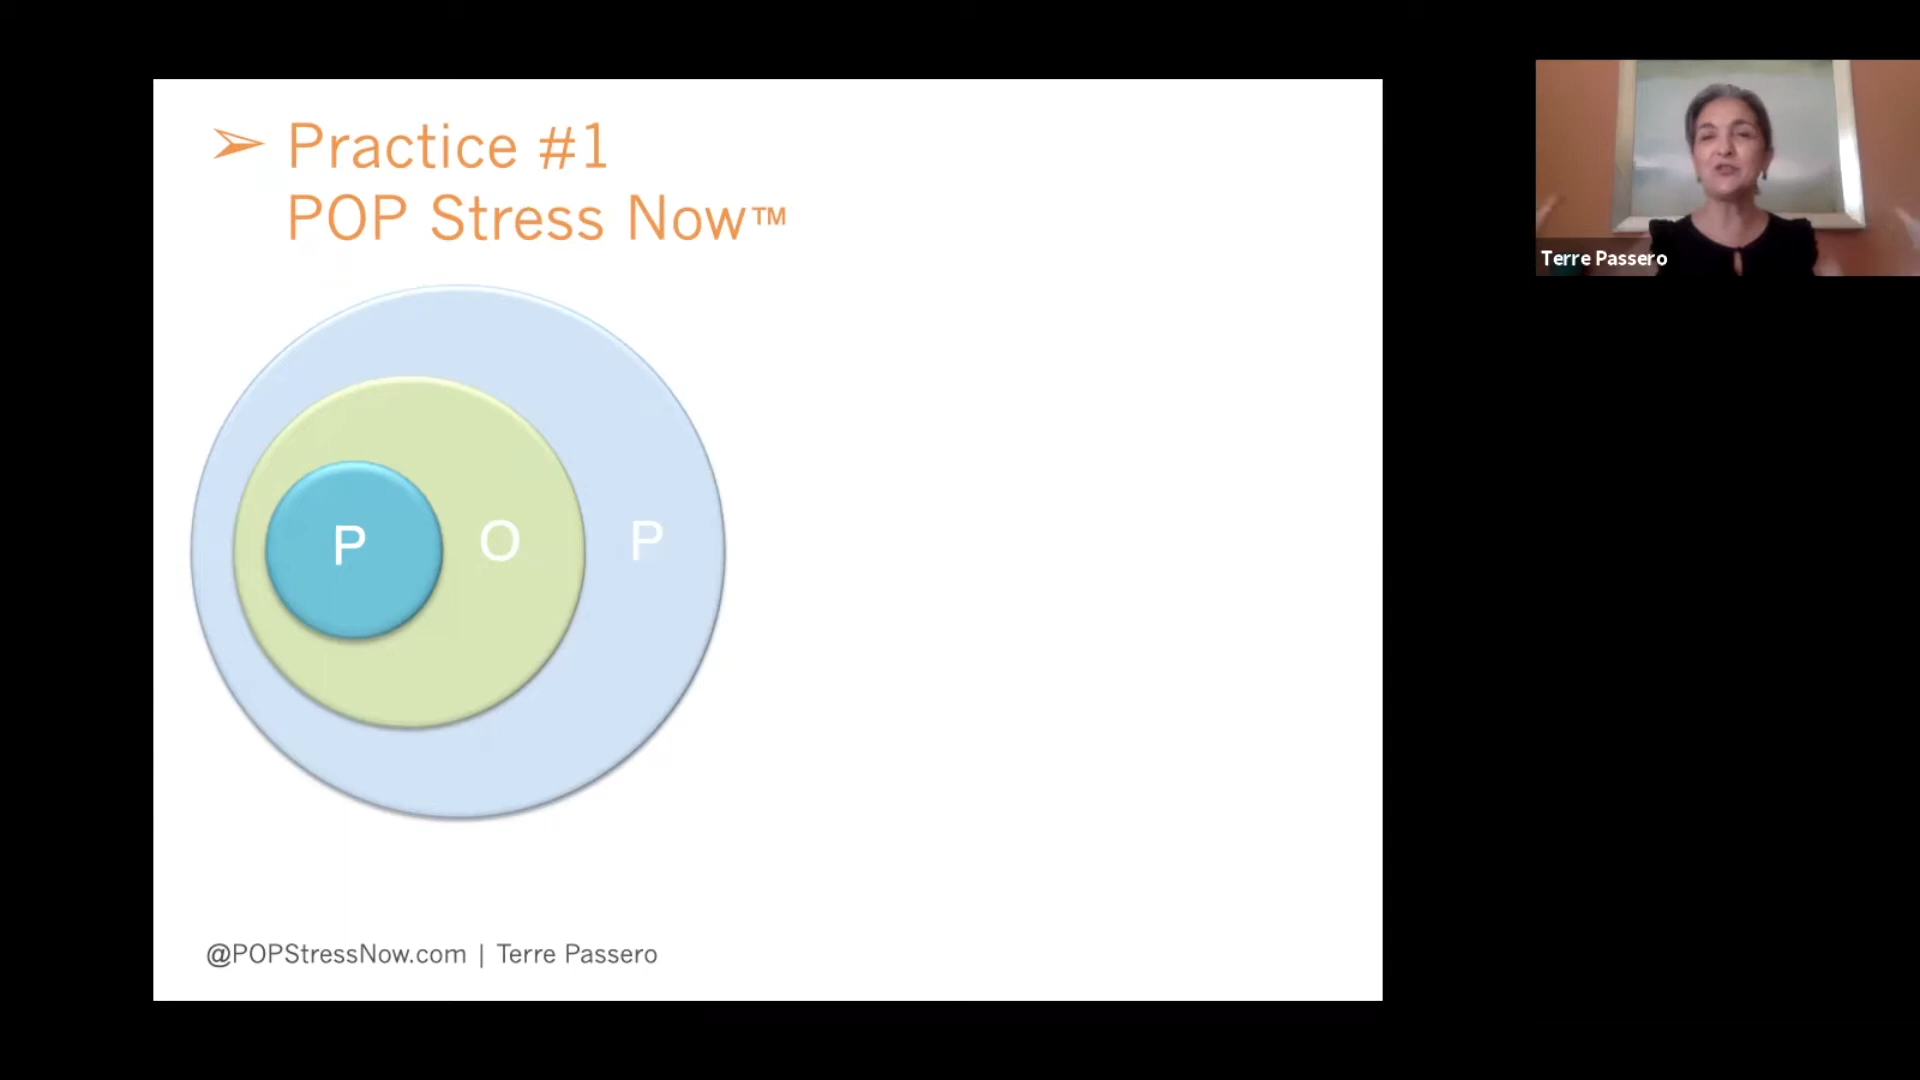 ➢ Practice #1
POP Stress Now™
P O P
@POPStressNow.com | Terre Passero
Terre Passero